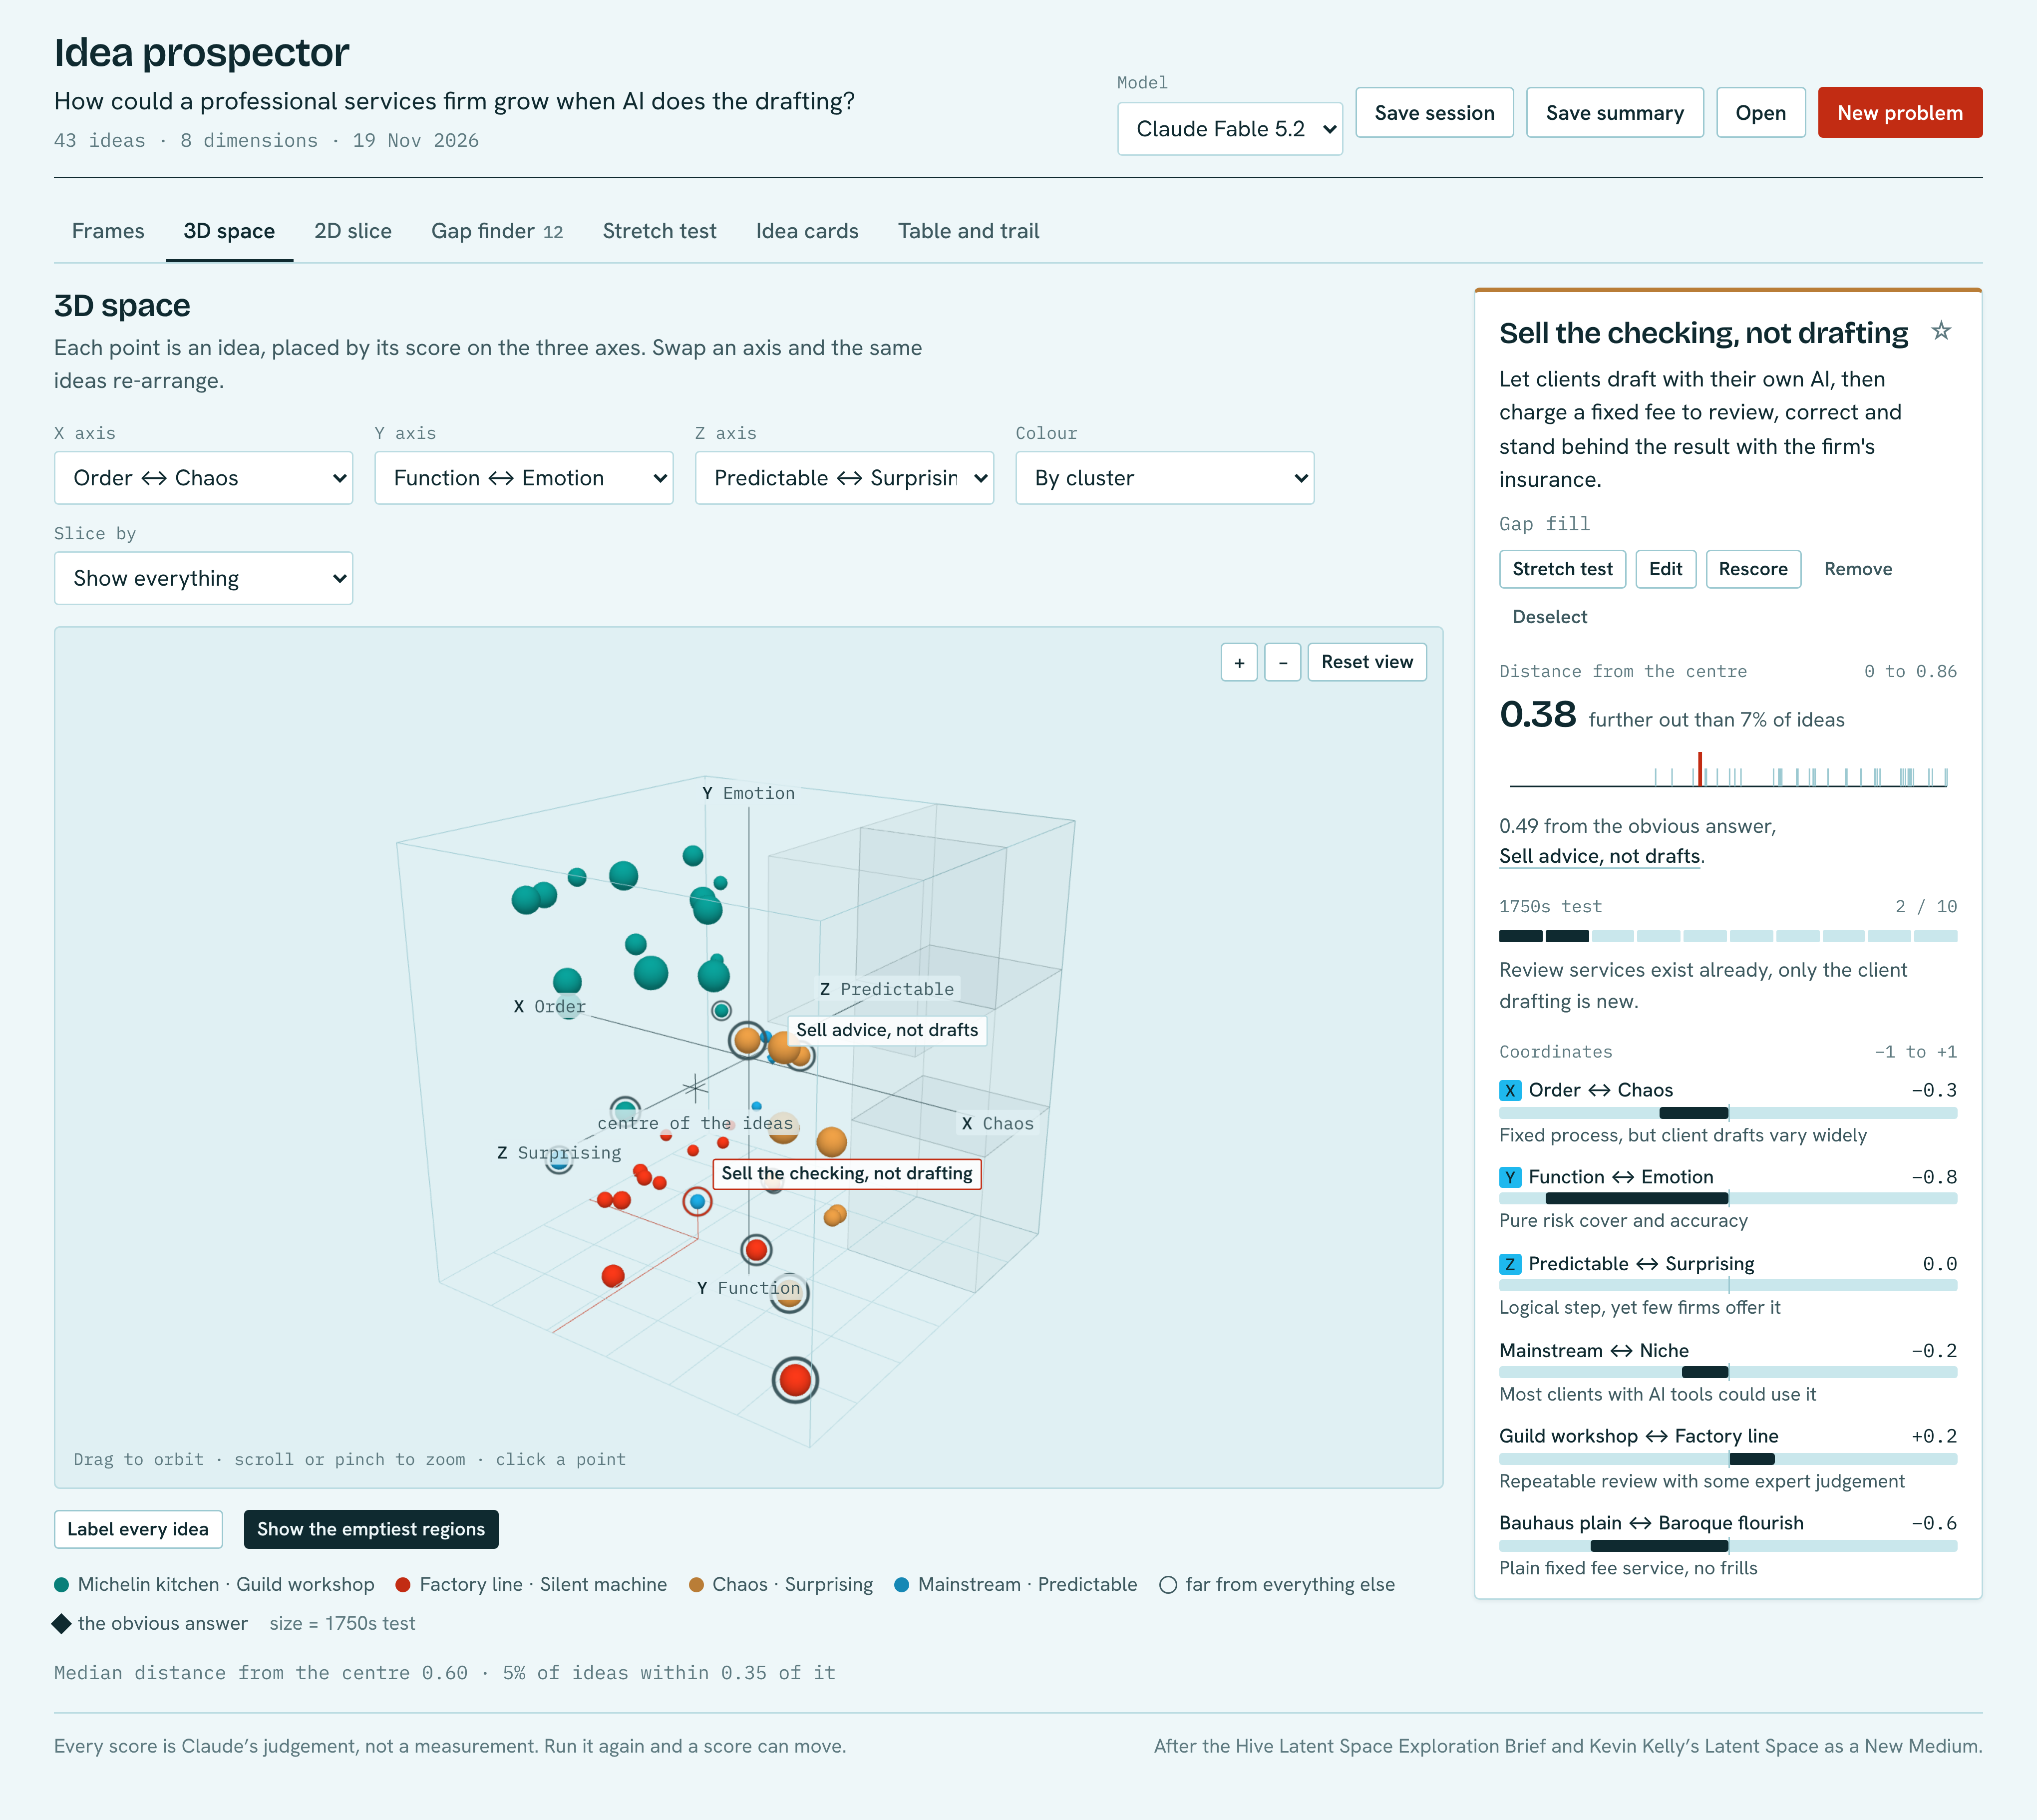 Idea prospector
How could a professional services firm grow when AI does the drafting?
43 ideas · 8 dimensions · 19 Nov 2026
Model
Claude Fable 5.2
Save session
Save summary
Open
New problem
Frames
3D space
2D slice
Gap finder 12
Stretch test
Idea cards
Table and trail
3D space
Each point is an idea, placed by its score on the three axes. Swap an axis and the same
ideas re-arrange.
X axis
Order ↔ Chaos
Y axis
Function ↔ Emotion
Z axis
Predictable ↔ Surprisin
Colour
By cluster
Slice by
Show everything
+
−
Reset view
Y Emotion
X Order
Z Predictable
Sell advice, not drafts
centre of the ideas
X Chaos
Z Surprising
Sell the checking, not drafting
Y Function
Drag to orbit · scroll or pinch to zoom · click a point
Label every idea
Show the emptiest regions
Michelin kitchen · Guild workshop
Factory line · Silent machine
Chaos · Surprising
Mainstream · Predictable
far from everything else
the obvious answer
size = 1750s test
Median distance from the centre 0.60 · 5% of ideas within 0.35 of it
Sell the checking, not drafting
Let clients draft with their own AI, then
charge a fixed fee to review, correct and
stand behind the result with the firm's
insurance.
Gap fill
Stretch test
Edit
Rescore
Remove
Deselect
Distance from the centre
0 to 0.86
0.38 further out than 7% of ideas
0.49 from the obvious answer,
Sell advice, not drafts.
1750s test
2 / 10
Review services exist already, only the client
drafting is new.
Coordinates
−1 to +1
X Order ↔ Chaos
−0.3
Fixed process, but client drafts vary widely
Y Function ↔ Emotion
−0.8
Pure risk cover and accuracy
Z Predictable ↔ Surprising
0.0
Logical step, yet few firms offer it
Mainstream ↔ Niche
−0.2
Most clients with AI tools could use it
Guild workshop ↔ Factory line
+0.2
Repeatable review with some expert judgement
Bauhaus plain ↔ Baroque flourish
−0.6
Plain fixed fee service, no frills
Every score is Claude’s judgement, not a measurement. Run it again and a score can move.
After the Hive Latent Space Exploration Brief and Kevin Kelly’s Latent Space as a New Medium.